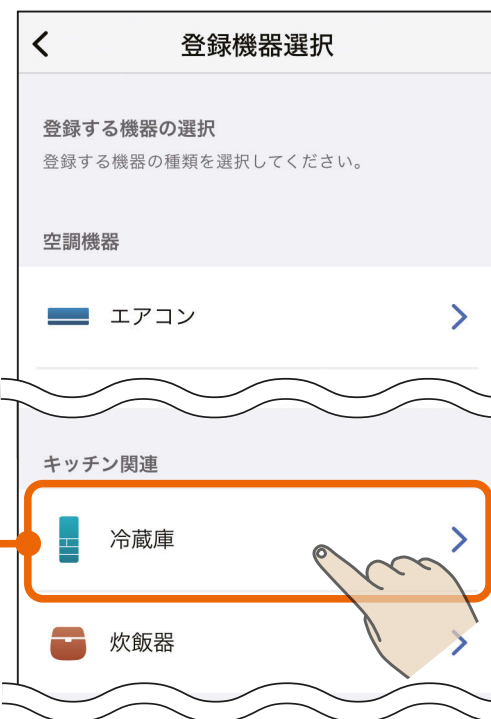 登録機器選択
登録する機器の選択
登録する機器の種類を選択してください。
空調機器
エアコン
キッチン関連
冷蔵庫
炊飯器